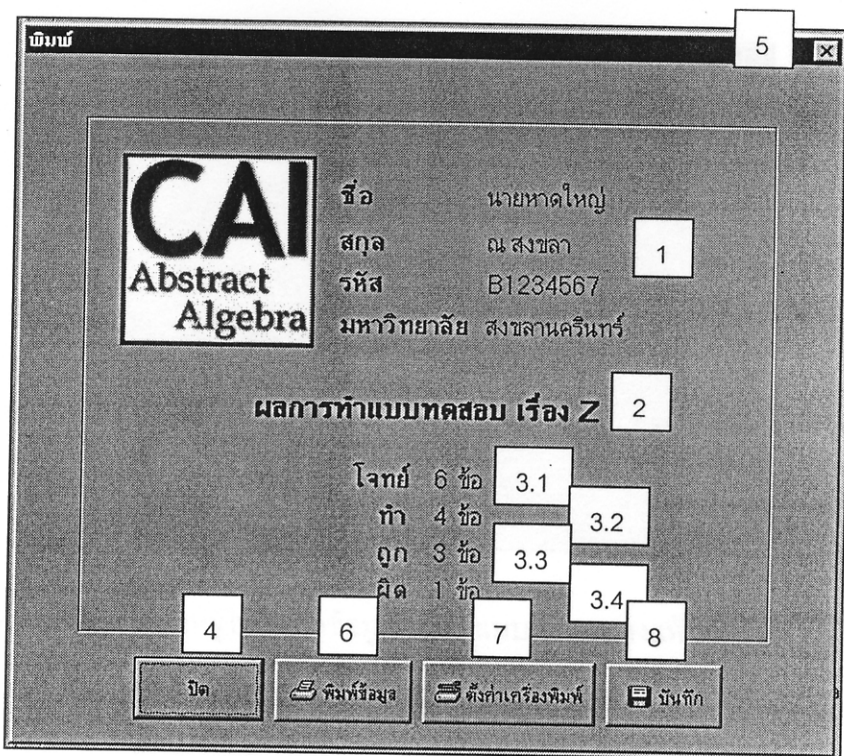 พิมพ์ 5
CAI
Abstract
Algebra
ชื่อ นายหาดใหญ่
สกุล ณ สงขลา 1
รหัส B1234567
มหาวิทยาลัย สงขลานครินทร์
ผลการทำแบบทดสอบ เรื่อง Z 2
โจทย์ 6 ข้อ 3.1
ทำ 4 ข้อ 3.2
ถูก 3 ข้อ 3.3
ผิด 1 ข้อ 3.4
4 6 7 8
ปิด พิมพ์ข้อมูล ตั้งค่าเครื่องพิมพ์ บันทึก